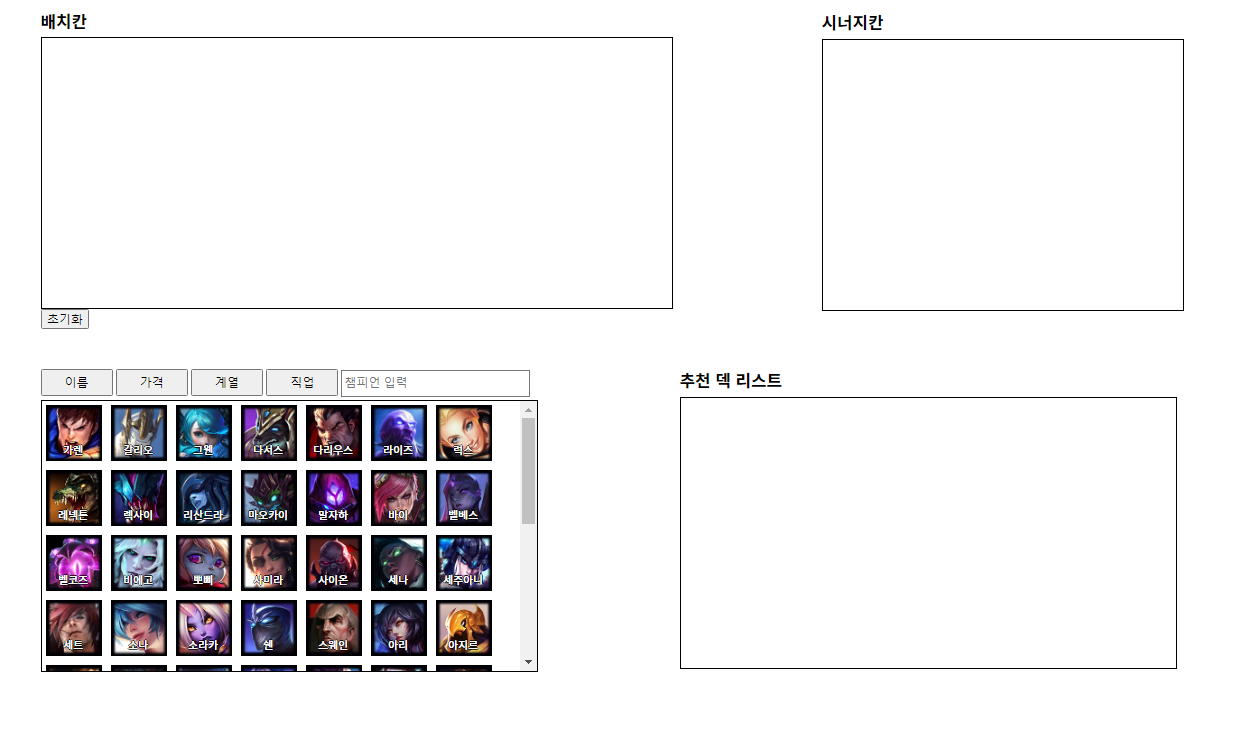 배치칸
시너지칸
초기화
이름 가격 계열 직업 챔피언 입력
추천 덱 리스트
가렌 갈리오 그웬 나서스 다리우스 라이즈 럭스
레넥톤 렉사이 리산드라 마오카이 말자하 바이 벨베스
벨코즈 비에고 뽀삐 사미라 사이온 세나 세주아니
세트 소나 소라카 쉔 스웨인 아리 아지르